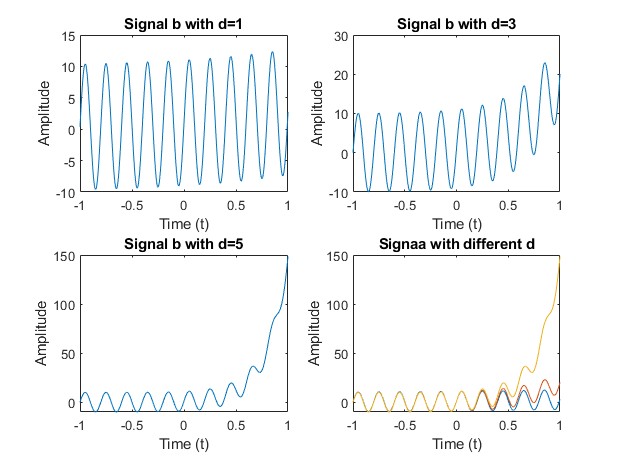 Signal b with d=1
15
10
5
0
-5
-10
Amplitude
-1 -0.5 0 0.5 1
Time (t)
Signal b with d=3
30
20
10
0
-10
Amplitude
-1 -0.5 0 0.5 1
Time (t)
Signal b with d=5
150
100
50
0
Amplitude
-1 -0.5 0 0.5 1
Time (t)
Signaa with different d
150
100
50
0
Amplitude
-1 -0.5 0 0.5 1
Time (t)